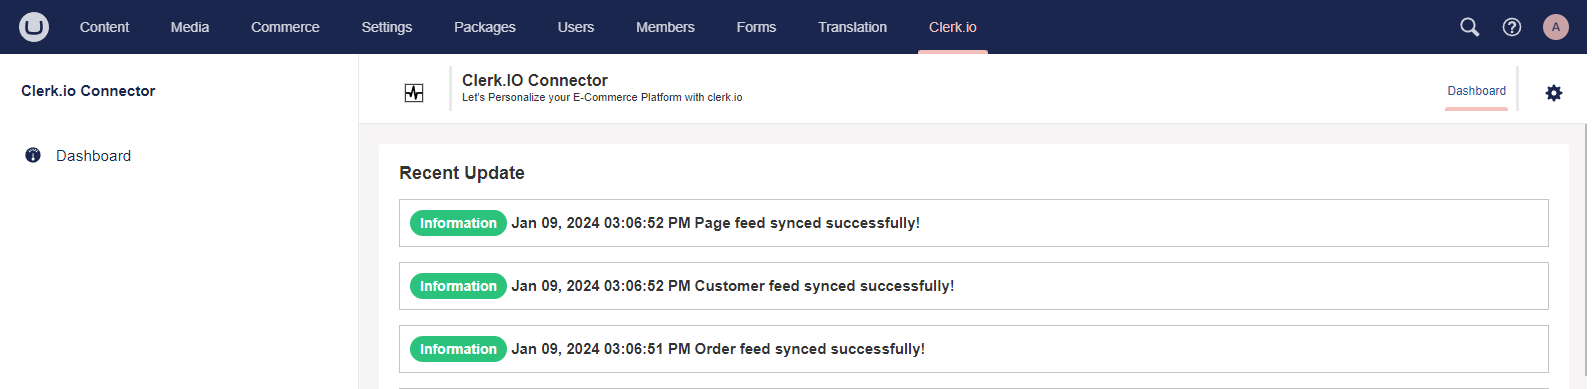 Content Media Commerce Settings Packages Users Members Forms Translation Clerk.io A
Clerk.io Connector
Dashboard
Clerk.IO Connector
Let's Personalize your E-Commerce Platform with clerk.io
Dashboard
Recent Update
Information Jan 09, 2024 03:06:52 PM Page feed synced successfully!
Information Jan 09, 2024 03:06:52 PM Customer feed synced successfully!
Information Jan 09, 2024 03:06:51 PM Order feed synced successfully!